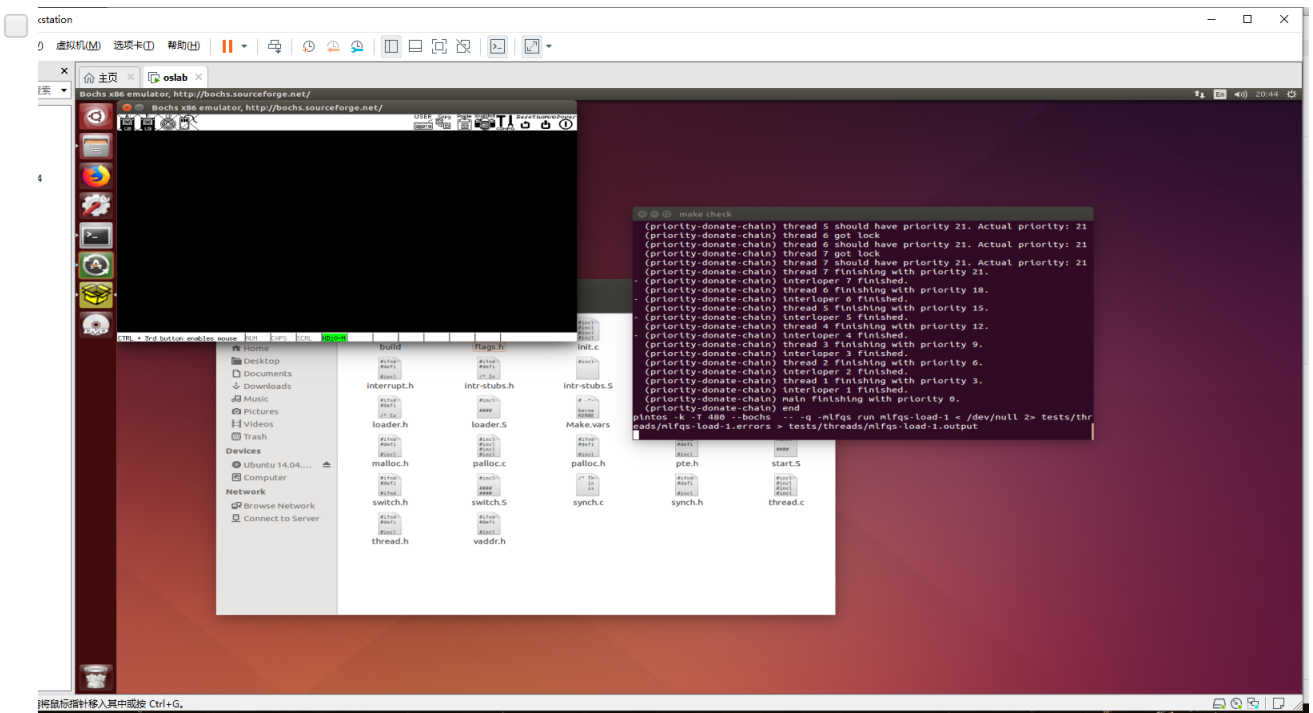 kstation
虚拟机(M) 选项卡(T) 帮助(H)
主页
oslab
Bochs x86 emulator, http://bochs.sourceforge.net/
En 20:44
Bochs x86 emulator, http://bochs.sourceforge.net/
USER Copy Poweroff
CTRL + 3rd button enables mouse NUM CAPS SCRL
make check
(priority-donate-chain) thread 5 should have priority 21. Actual priority: 21
(priority-donate-chain) thread 6 got lock
(priority-donate-chain) thread 6 should have priority 21. Actual priority: 21
(priority-donate-chain) thread 7 got lock
(priority-donate-chain) thread 7 should have priority 21. Actual priority: 21
(priority-donate-chain) thread 7 finishing with priority 21.
- (priority-donate-chain) interloper 7 finished.
(priority-donate-chain) thread 6 finishing with priority 18.
- (priority-donate-chain) interloper 6 finished.
(priority-donate-chain) thread 5 finishing with priority 15.
- (priority-donate-chain) interloper 5 finished.
(priority-donate-chain) thread 4 finishing with priority 12.
- (priority-donate-chain) interloper 4 finished.
(priority-donate-chain) thread 3 finishing with priority 9.
(priority-donate-chain) interloper 3 finished.
(priority-donate-chain) thread 2 finishing with priority 6.
(priority-donate-chain) interloper 2 finished.
(priority-donate-chain) thread 1 finishing with priority 3.
(priority-donate-chain) interloper 1 finished.
(priority-donate-chain) main finishing with priority 0.
(priority-donate-chain) end
pintos -k -T 480 --bochs -- -q -mlfqs run mlfqs-load-1 < /dev/null 2> tests/thr
eads/mlfqs-load-1.errors > tests/threads/mlfqs-load-1.output
Home
Desktop
Documents
Downloads
Music
Pictures
Videos
Trash
Devices
Ubuntu 14.04....
Computer
Network
Browse Network
Connect to Server
build flags.h init.c
interrupt.h intr-stubs.h intr-stubs.S
loader.h loader.S Make.vars
malloc.h palloc.c palloc.h pte.h start.S
switch.h switch.S synch.c synch.h thread.c
thread.h vaddr.h
将鼠标指针移入其中或按 Ctrl+G。